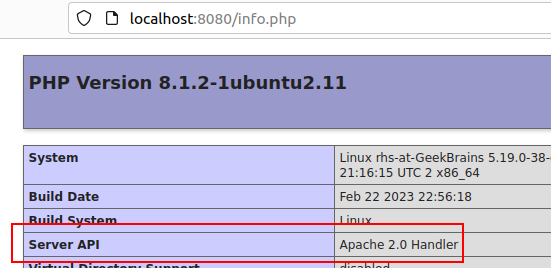 localhost:8080/info.php
PHP Version 8.1.2-1ubuntu2.11
System
Linux rhs-at-GeekBrains 5.19.0-38-
21:16:15 UTC 2 x86_64
Build Date
Feb 22 2023 22:56:18
Build System
Linux
Server API
Apache 2.0 Handler
Virtual Directory Support
disabled